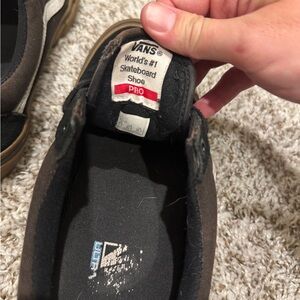 VANS®
World's #1
Skateboard
Shoe
PRO